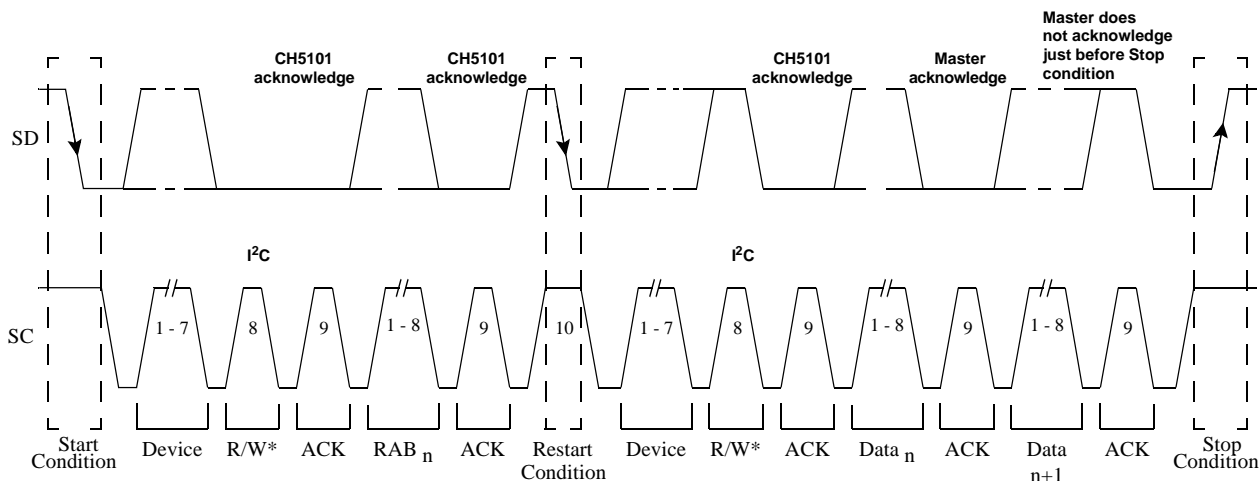 CH5101
acknowledge
CH5101
acknowledge
CH5101
acknowledge
Master
acknowledge
Master does
not acknowledge
just before Stop
condition
SD
I²C
I²C
SC
1 - 7
8
9
1 - 8
9
10
1 - 7
8
9
1 - 8
9
1 - 8
9
Start
Condition
Device
R/W*
ACK
RAB n
ACK
Restart
Condition
Device
R/W*
ACK
Data n
ACK
Data
n+1
ACK
Stop
Condition